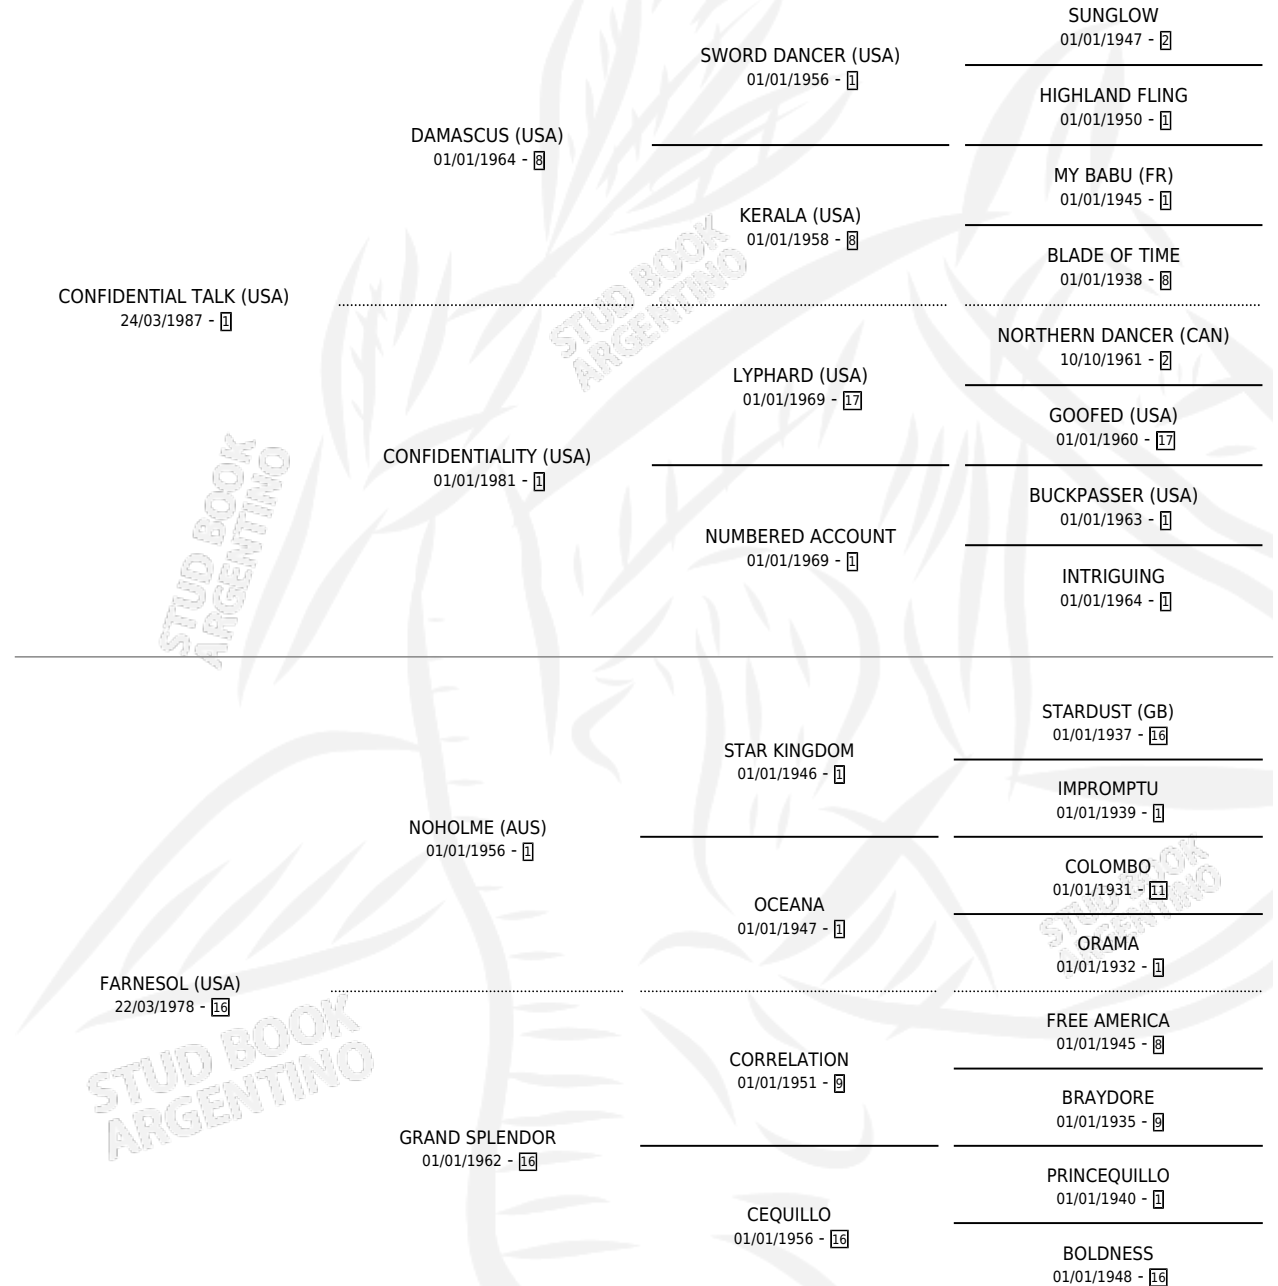 SUNGLOW
01/01/1947 - 2
SWORD DANCER (USA)
01/01/1956 - 1
HIGHLAND FLING
01/01/1950 - 1
DAMASCUS (USA)
01/01/1964 - 8
MY BABU (FR)
01/01/1945 - 1
KERALA (USA)
01/01/1958 - 8
BLADE OF TIME
01/01/1938 - 8
CONFIDENTIAL TALK (USA)
24/03/1987 - 1
NORTHERN DANCER (CAN)
10/10/1961 - 2
LYPHARD (USA)
01/01/1969 - 17
GOOFED (USA)
01/01/1960 - 17
CONFIDENTIALITY (USA)
01/01/1981 - 1
BUCKPASSER (USA)
01/01/1963 - 1
NUMBERED ACCOUNT
01/01/1969 - 1
INTRIGUING
01/01/1964 - 1
STARDUST (GB)
01/01/1937 - 16
STAR KINGDOM
01/01/1946 - 1
IMPROMPTU
01/01/1939 - 1
NOHOLME (AUS)
01/01/1956 - 1
COLOMBO
01/01/1931 - 11
OCEANA
01/01/1947 - 1
ORAMA
01/01/1932 - 1
FARNESOL (USA)
22/03/1978 - 16
FREE AMERICA
01/01/1945 - 8
CORRELATION
01/01/1951 - 9
BRAYDORE
01/01/1935 - 9
GRAND SPLENDOR
01/01/1962 - 16
PRINCEQUILLO
01/01/1940 - 1
CEQUILLO
01/01/1956 - 16
BOLDNESS
01/01/1948 - 16
STUD BOOK
ARGENTINO
STUD BOOK
ARGENTINO
STUD BOOK
ARGENTINO
STUD BOOK
ARGENTINO